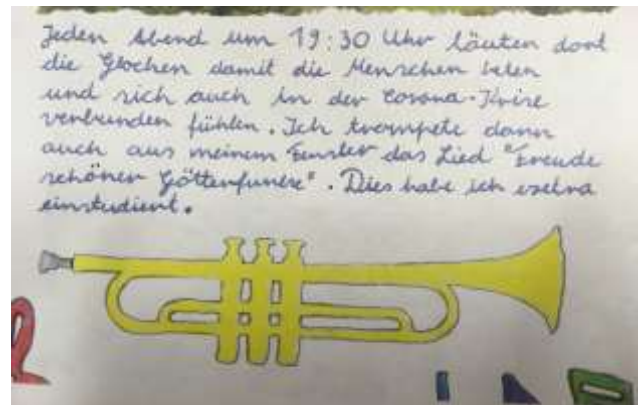 Jeden Abend um 19:30 Uhr läuten dort
die Glocken damit die Menschen beten
und sich auch in der Corona-Krise
verbunden fühlen. Ich trompete dann
auch aus meinem Fenster das Lied "Freude
schöner Götterfunke". Dies habe ich extra
einstudiert.